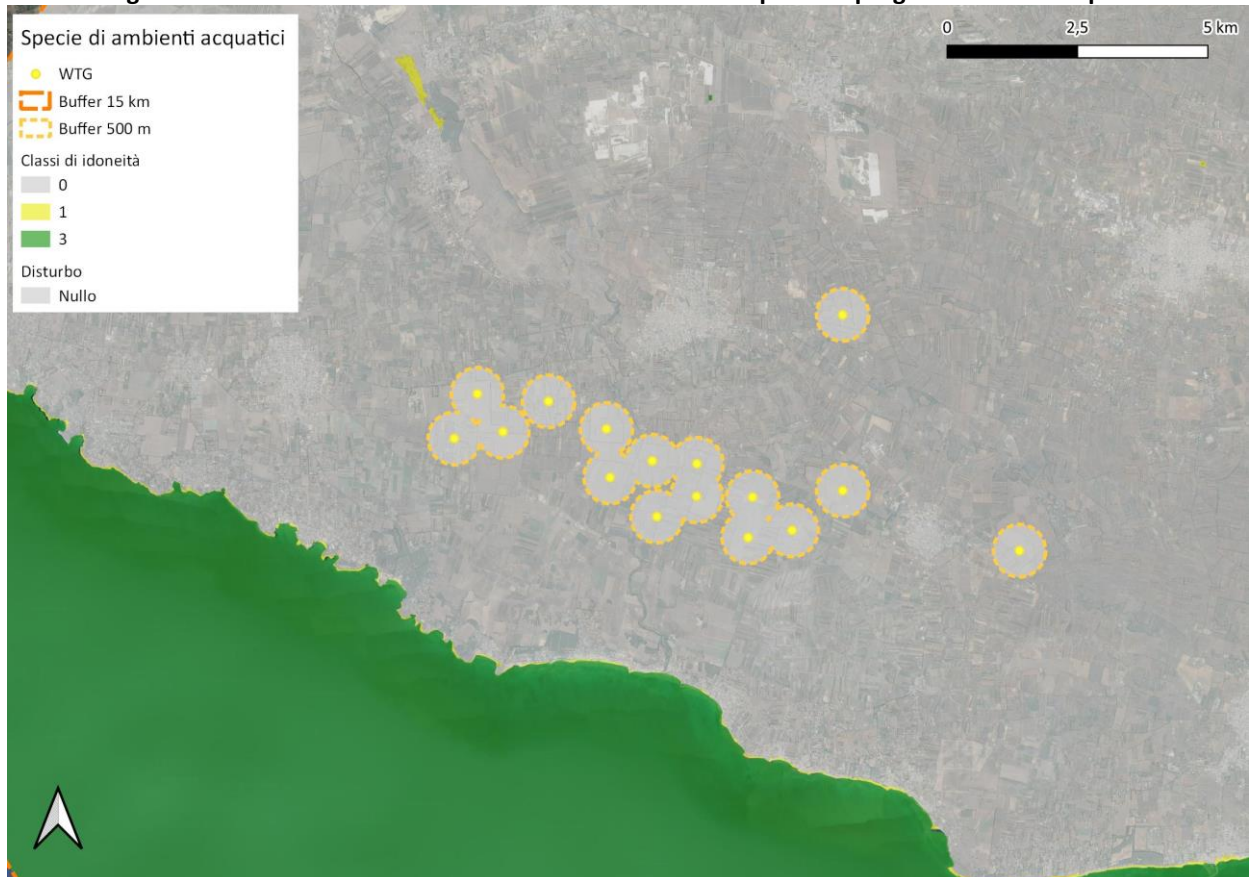 Specie di ambienti acquatici
WTG
Buffer 15 km
Buffer 500 m
Classi di idoneità
0
1
3
Disturbo
Nullo
0 2,5 5 km